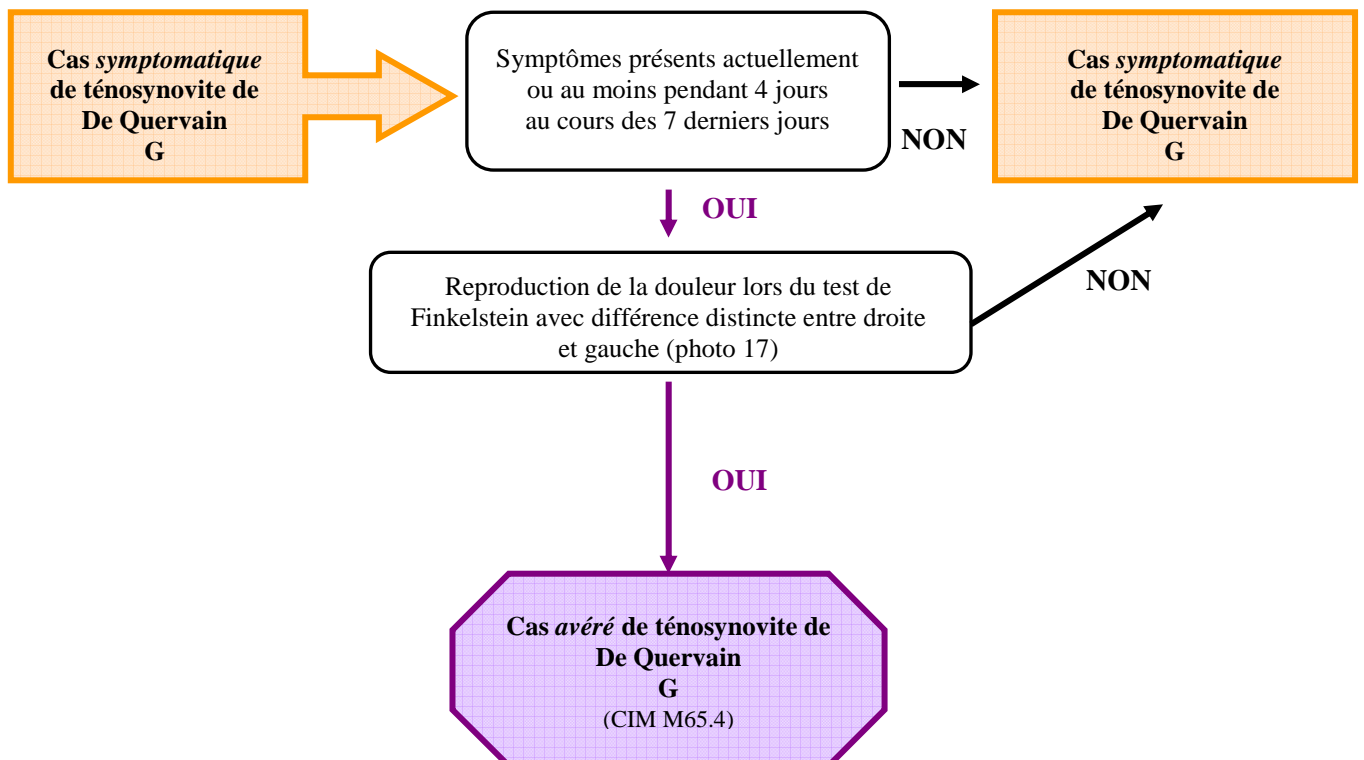 Cas symptomatique
de ténosynovite de
De Quervain
G
Symptômes présents actuellement
ou au moins pendant 4 jours
au cours des 7 derniers jours
NON
Cas symptomatique
de ténosynovite de
De Quervain
G
OUI
Reproduction de la douleur lors du test de
Finkelstein avec différence distincte entre droite
et gauche (photo 17)
NON
OUI
Cas avéré de ténosynovite de
De Quervain
G
(CIM M65.4)